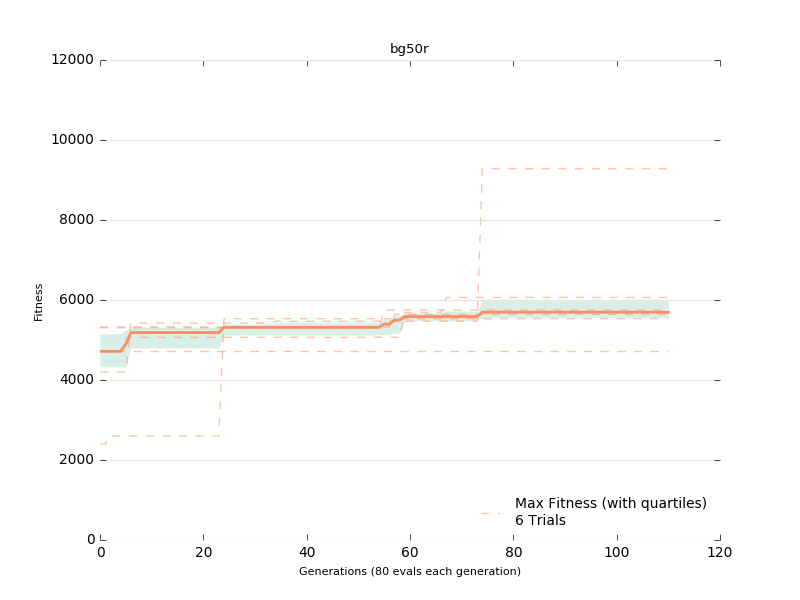 bg50r
12000
10000
8000
6000
4000
2000
0
Fitness
Max Fitness (with quartiles)
6 Trials
0 20 40 60 80 100 120
Generations (80 evals each generation)